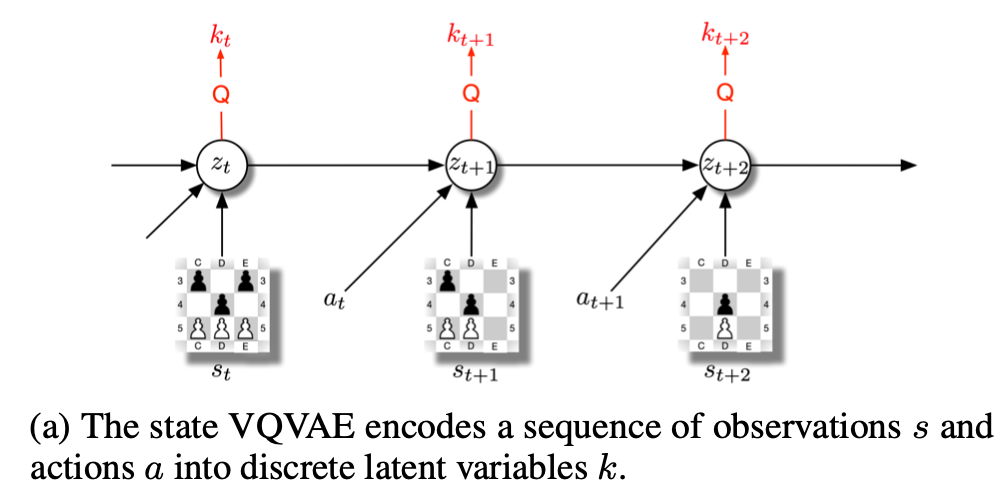 k_t k_{t+1} k_{t+2}
Q Q Q
z_t z_{t+1} z_{t+2}
C D E C D E C D E
3 3 3 3 3 3
a_t a_{t+1}
4 4 4 4 4 4
5 5 5 5 5 5
C D E C D E C D E
s_t s_{t+1} s_{t+2}
(a) The state VQVAE encodes a sequence of observations s and
actions a into discrete latent variables k.